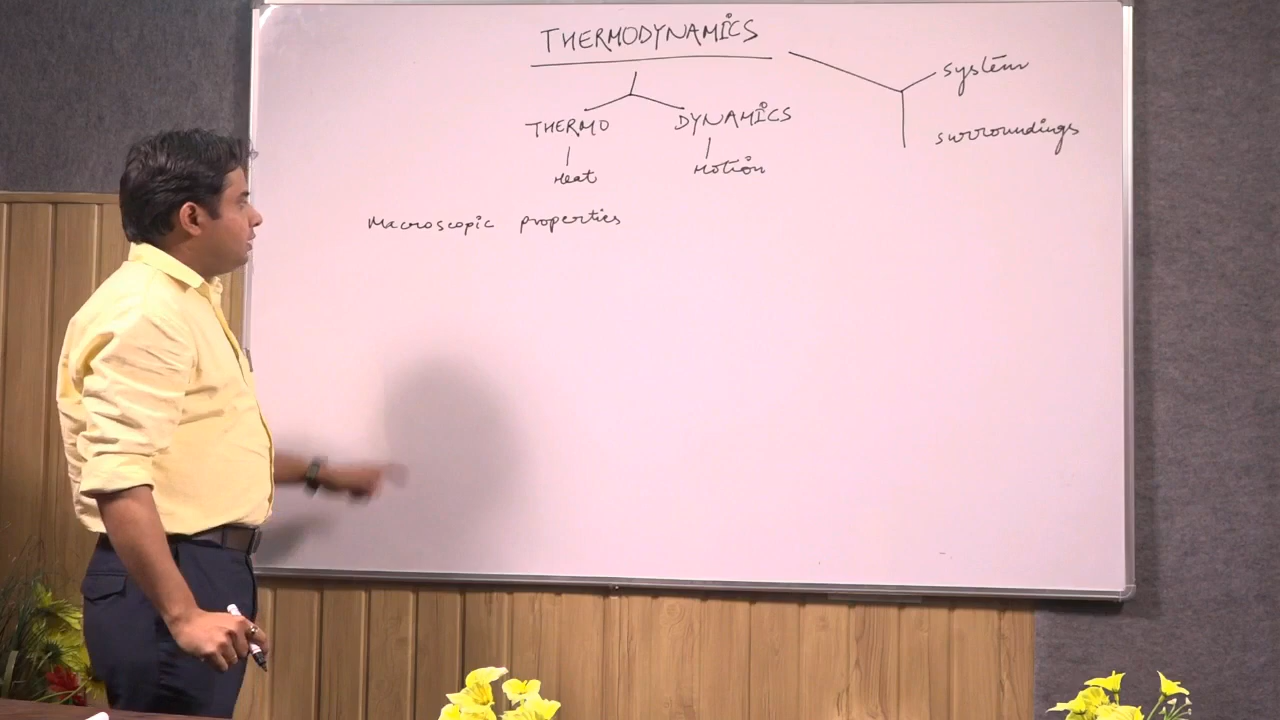 THERMODYNAMICS
system
THERMO DYNAMICS
surroundings
Heat Motion
Macroscopic properties